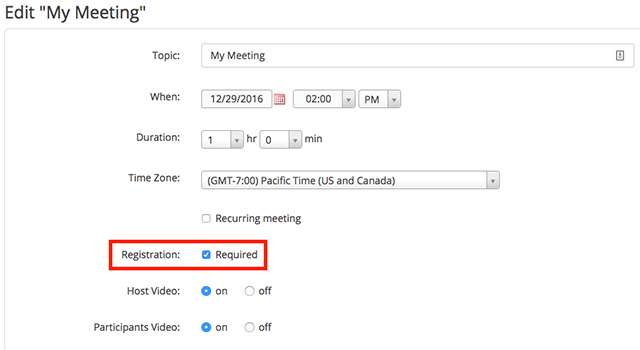 Edit "My Meeting"
Topic: My Meeting
When: 12/29/2016 02:00 PM
Duration: 1 hr 0 min
Time Zone: (GMT-7:00) Pacific Time (US and Canada)
Recurring meeting
Registration: Required
Host Video: on off
Participants Video: on off